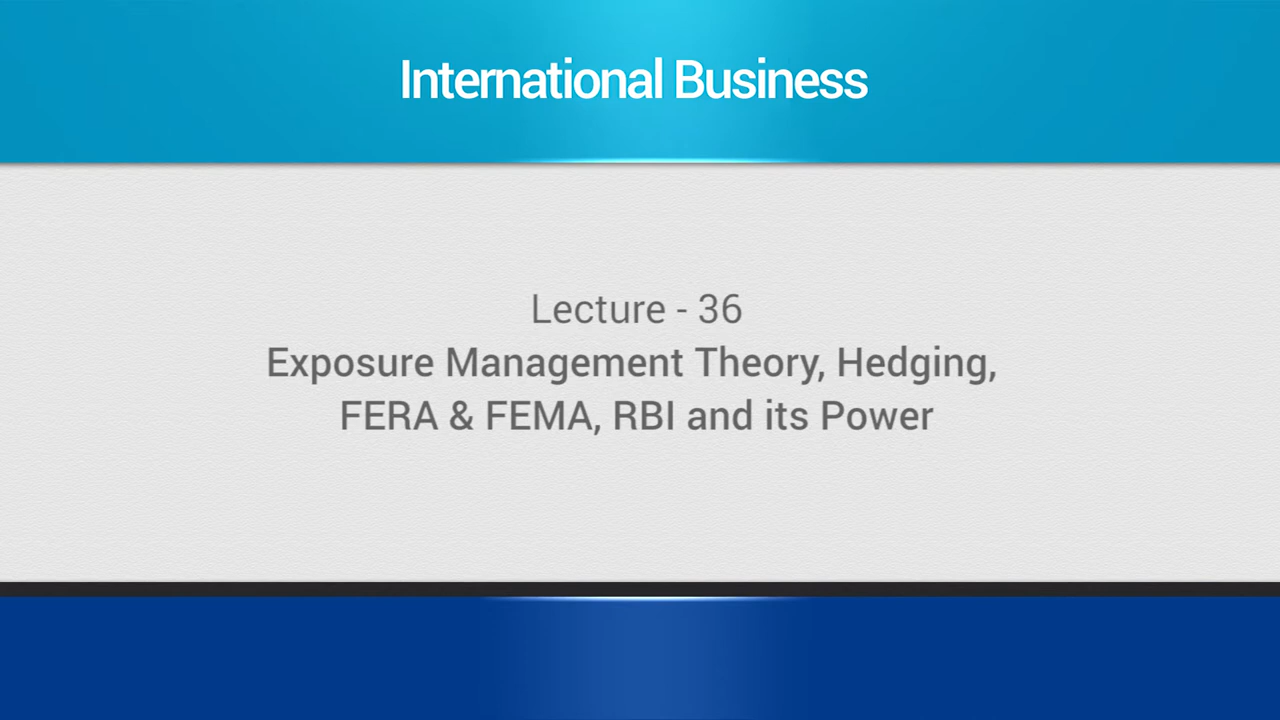 International Business
Lecture - 36
Exposure Management Theory, Hedging,
FERA & FEMA, RBI and its Power